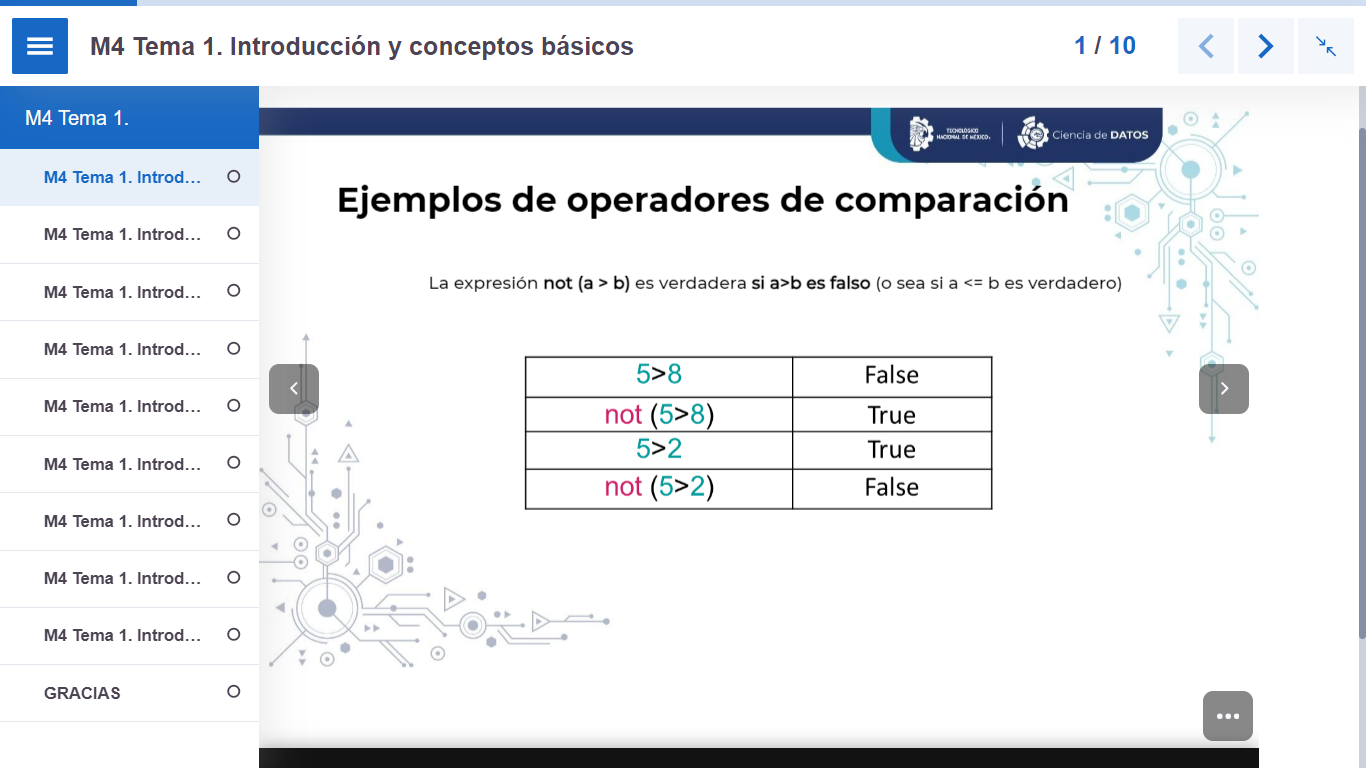 M4 Tema 1. Introducción y conceptos básicos
1 / 10
M4 Tema 1.
M4 Tema 1. Introd...
M4 Tema 1. Introd...
M4 Tema 1. Introd...
M4 Tema 1. Introd...
M4 Tema 1. Introd...
M4 Tema 1. Introd...
M4 Tema 1. Introd...
M4 Tema 1. Introd...
M4 Tema 1. Introd...
GRACIAS
TECNOLÓGICO
NACIONAL DE MÉXICO®
Ciencia de DATOS
Ejemplos de operadores de comparación
La expresión not (a > b) es verdadera si a>b es falso (o sea si a <= b es verdadero)
5>8 False
not (5>8) True
5>2 True
not (5>2) False